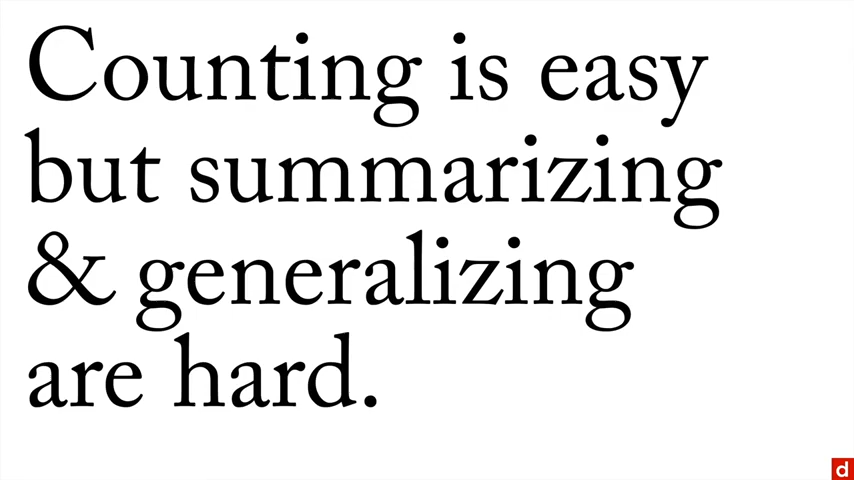 Counting is easy
but summarizing
& generalizing
are hard.
d